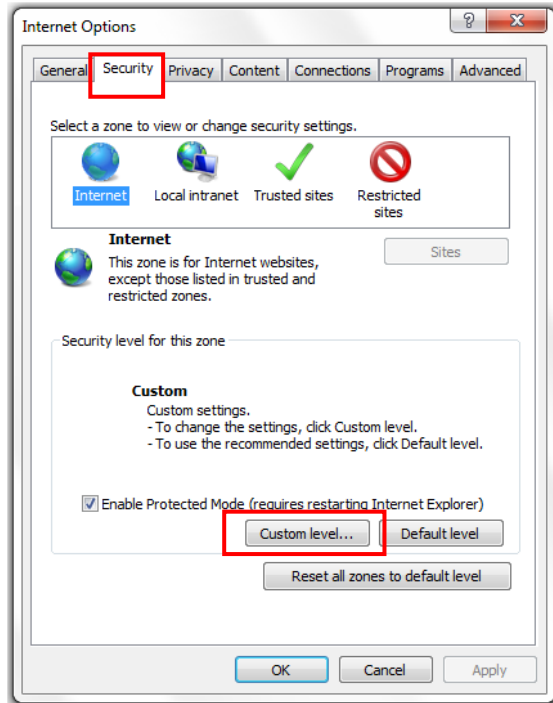 Internet Options
General Security Privacy Content Connections Programs Advanced
Select a zone to view or change security settings.
Internet Local intranet Trusted sites Restricted
sites
Internet
Sites
This zone is for Internet websites,
except those listed in trusted and
restricted zones.
Security level for this zone
Custom
Custom settings.
- To change the settings, click Custom level.
- To use the recommended settings, click Default level.
Enable Protected Mode (requires restarting Internet Explorer)
Custom level... Default level
Reset all zones to default level
OK Cancel Apply